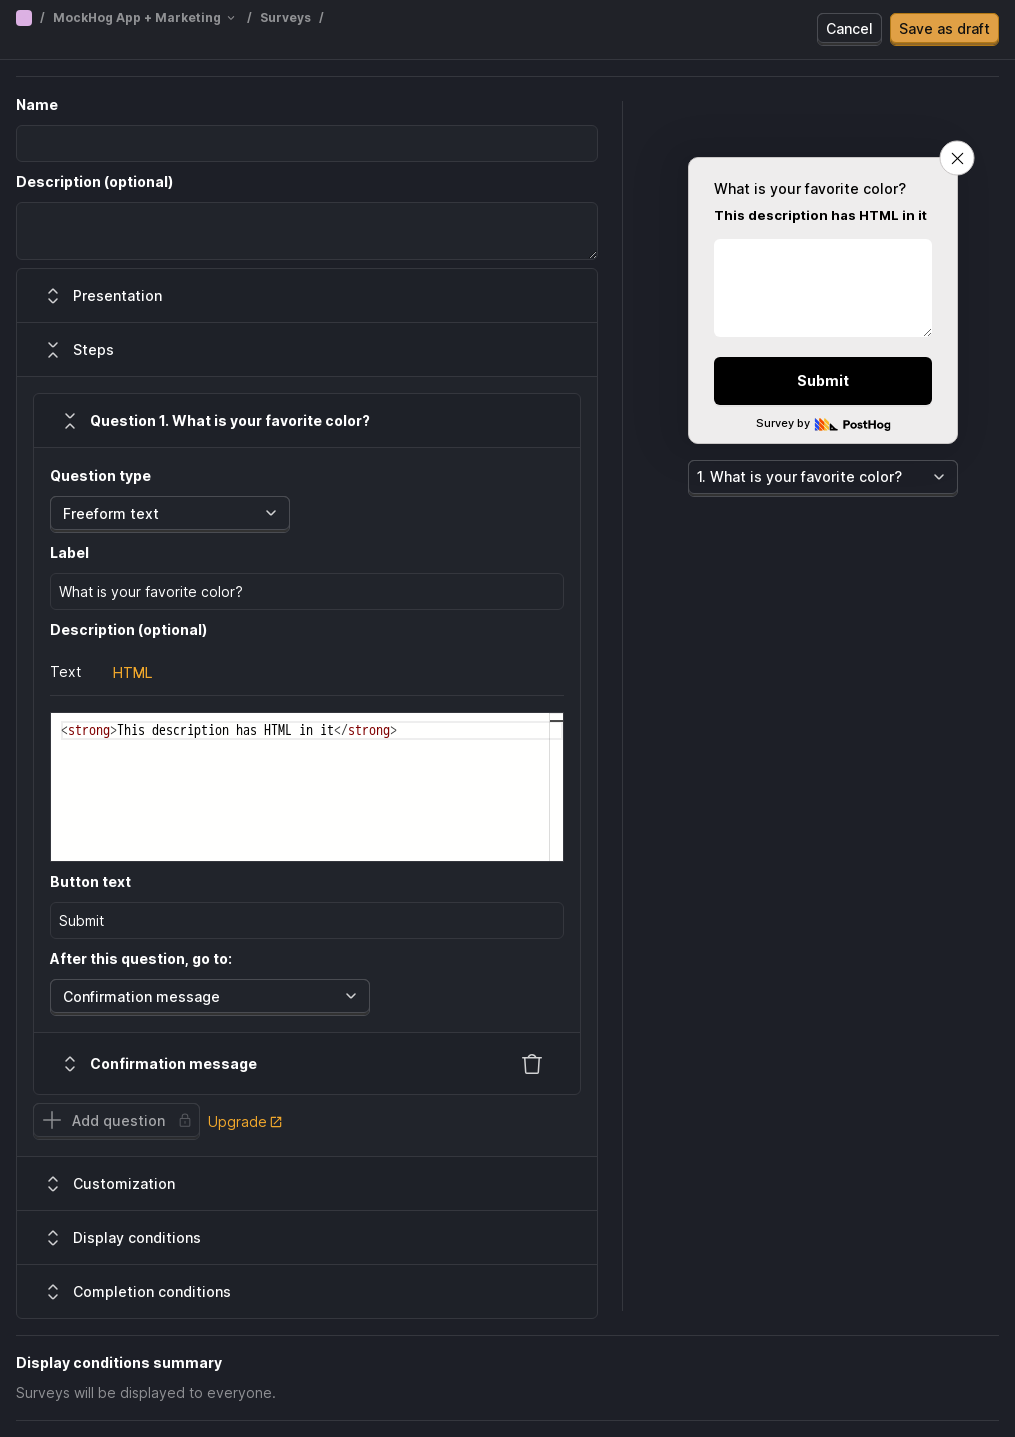 / MockHog App + Marketing / Surveys /
Cancel
Save as draft
Name
Description (optional)
Presentation
Steps
Question 1. What is your favorite color?
Question type
Freeform text
Label
What is your favorite color?
Description (optional)
Text HTML
<strong>This description has HTML in it</strong>
Button text
Submit
After this question, go to:
Confirmation message
Confirmation message
Add question Upgrade
Customization
Display conditions
Completion conditions
What is your favorite color?
This description has HTML in it
Submit
Survey by PostHog
1. What is your favorite color?
Display conditions summary
Surveys will be displayed to everyone.